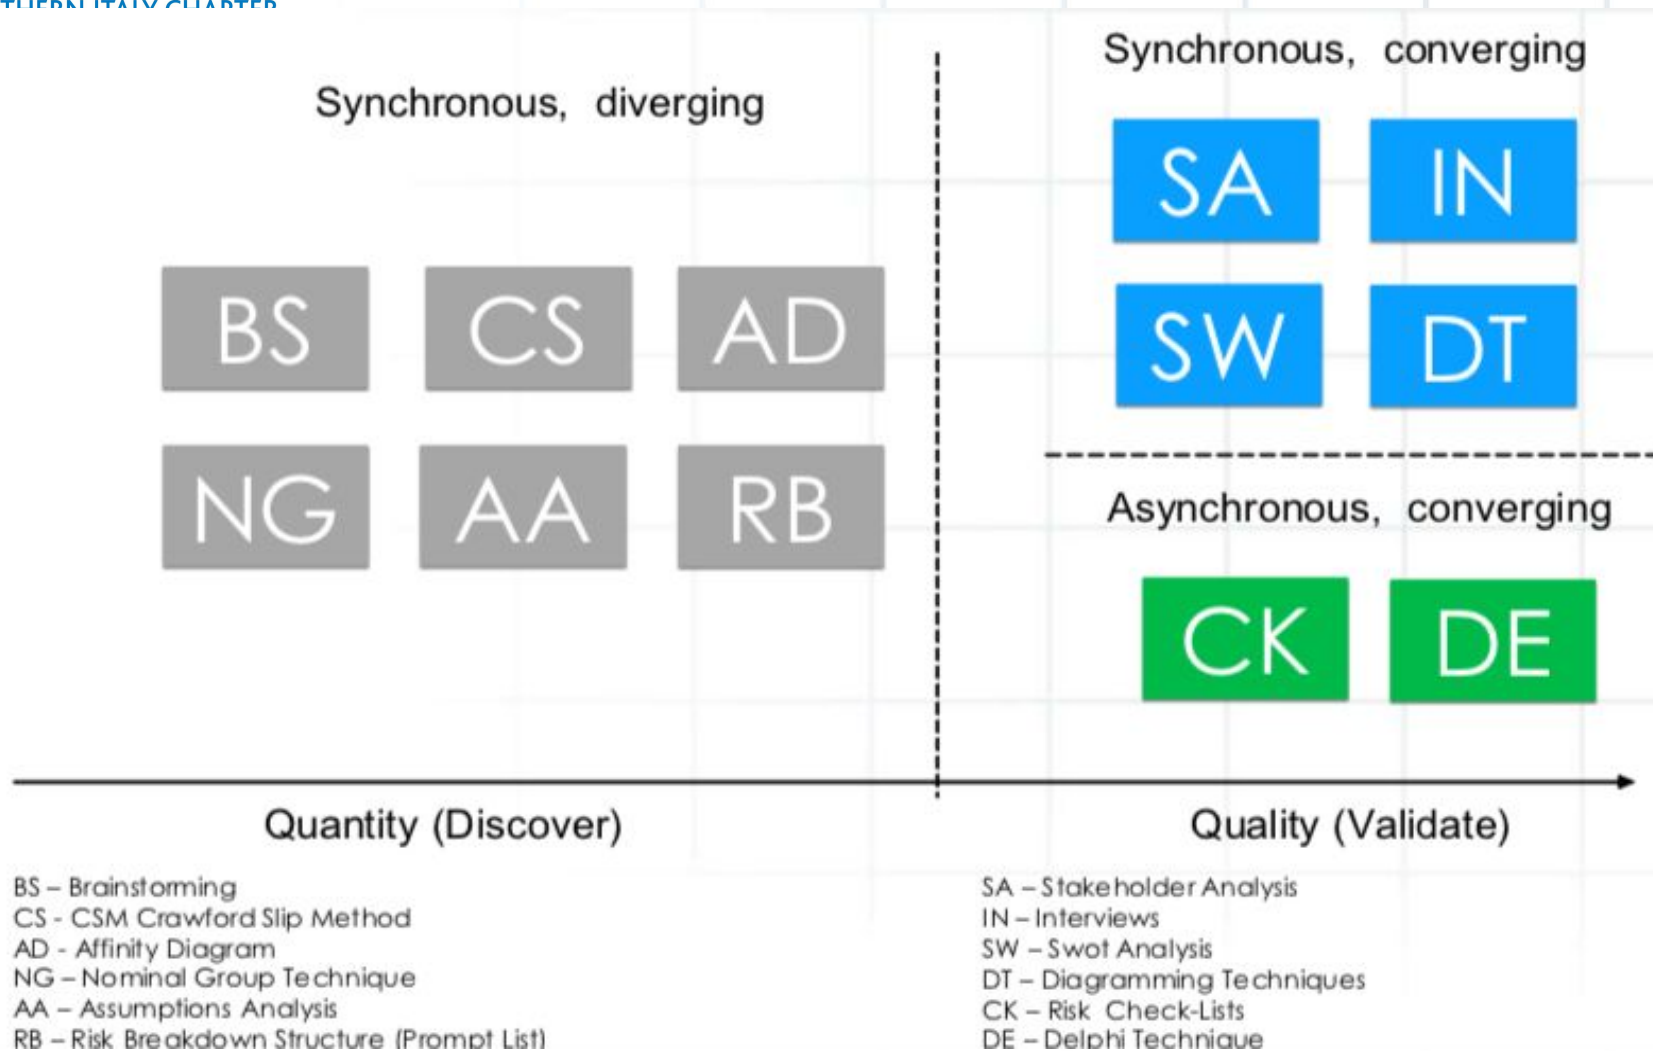 THERN ITALY CHAPTER
Synchronous, diverging
Synchronous, converging
SA IN
BS CS AD
SW DT
NG AA RB
Asynchronous, converging
CK DE
Quantity (Discover)
Quality (Validate)
BS – Brainstorming
CS - CSM Crawford Slip Method
AD - Affinity Diagram
NG – Nominal Group Technique
AA – Assumptions Analysis
RB – Risk Breakdown Structure (Prompt List)
SA – Stakeholder Analysis
IN – Interviews
SW – Swot Analysis
DT – Diagramming Techniques
CK – Risk Check-Lists
DE – Delphi Technique